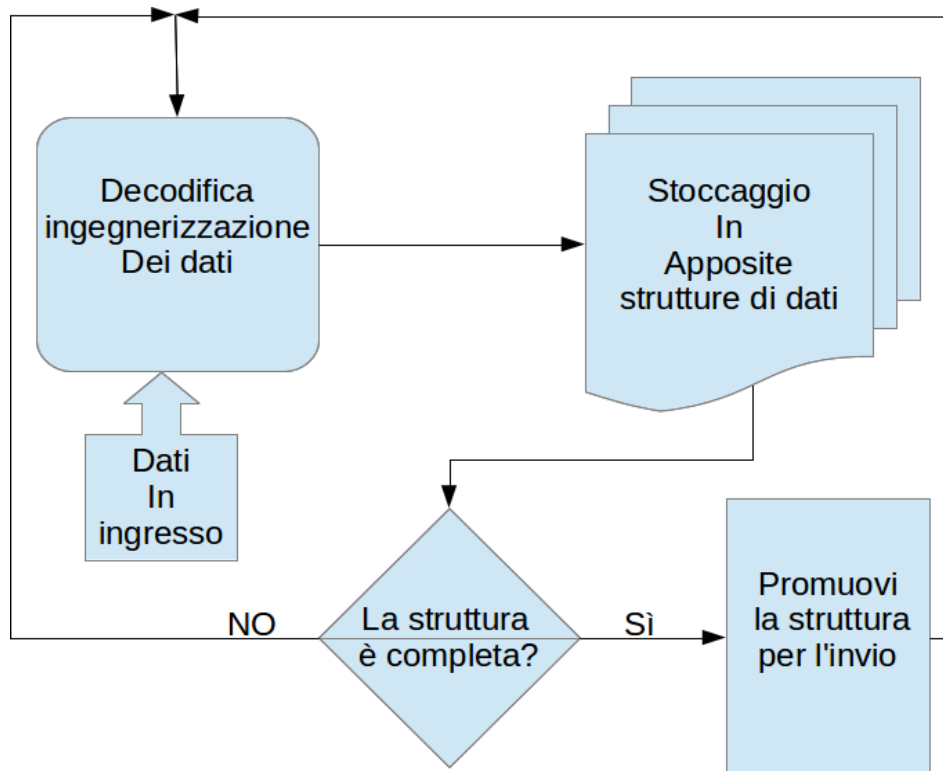 Decodifica
ingegnerizzazione
Dei dati
Stoccaggio
In
Apposite
strutture di dati
Dati
In
ingresso
NO
La struttura
è completa?
Sì
Promuovi
la struttura
per l'invio